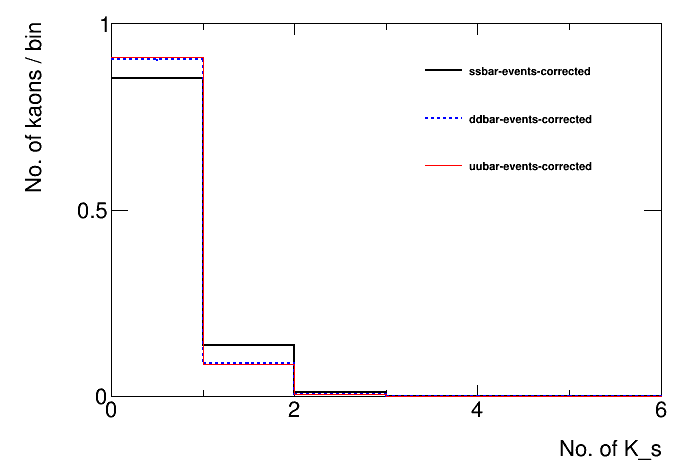 No. of kaons / bin
1
0.5
0
ssbar-events-corrected
ddbar-events-corrected
uubar-events-corrected
0
2
4
6
No. of K_s